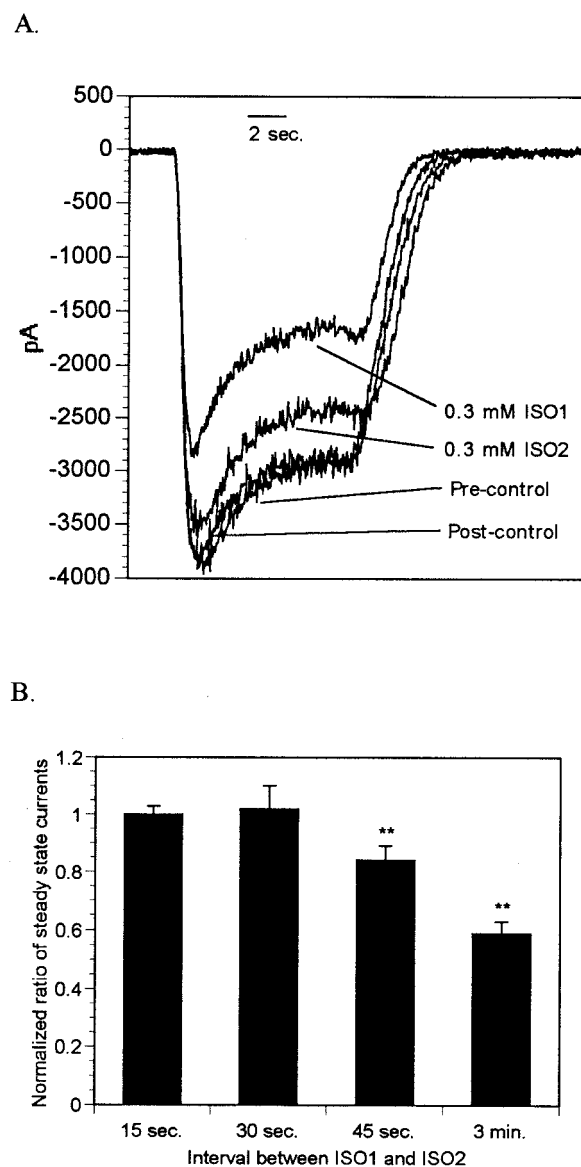 A.
500
2 sec.
0
-500
-1000
-1500
-2000
-2500
-3000
-3500
-4000
pA
0.3 mM ISO1
0.3 mM ISO2
Pre-control
Post-control
B.
Normalized ratio of steady state currents
1.2
1
0.8
0.6
0.4
0.2
0
**
**
15 sec.
30 sec.
45 sec.
3 min.
Interval between ISO1 and ISO2